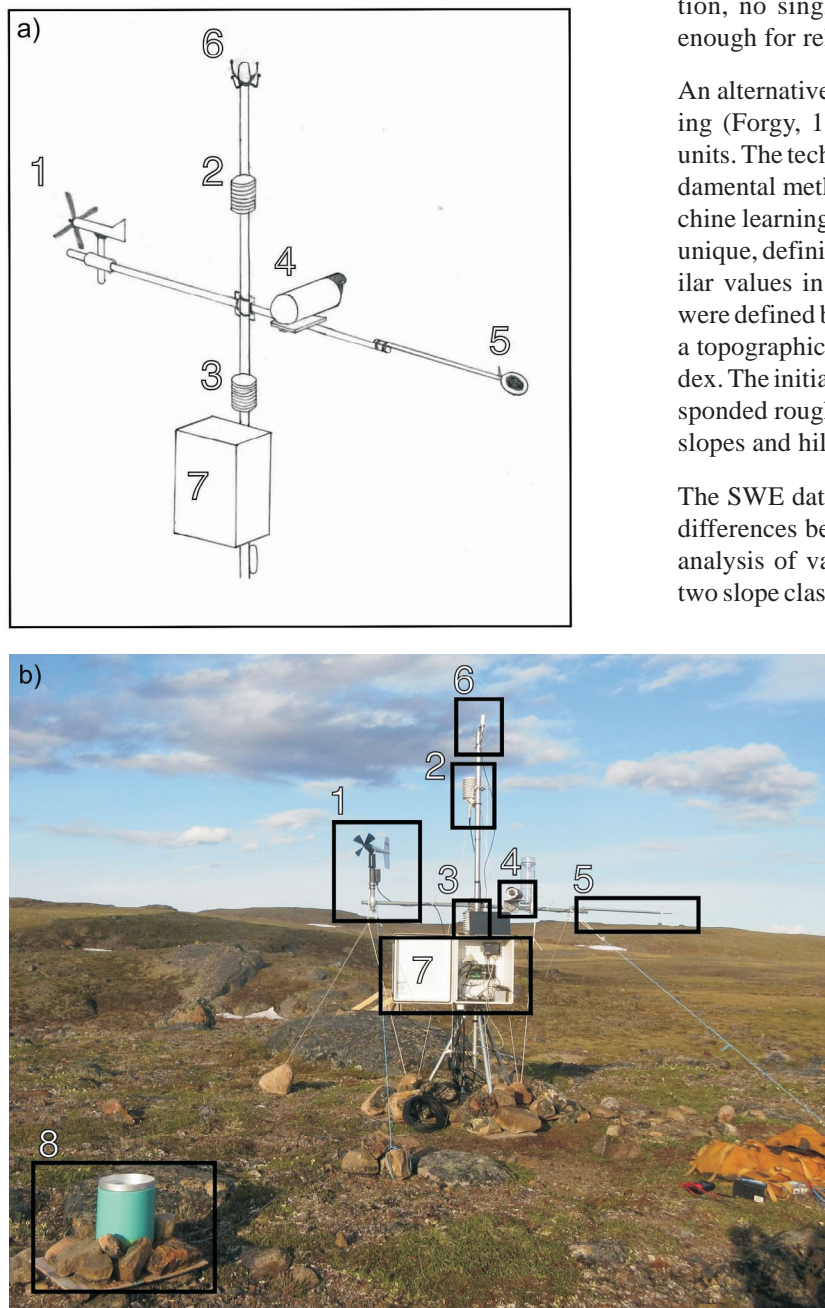 a)
6
1
2
4
5
3
7
tion, no sing
enough for re
An alternative
ing (Forgy, 1
units. The tech
damental meth
chine learning
unique, defini
ilar values in
were defined b
a topographic
dex. The initia
sponded rough
slopes and hil
The SWE dat
differences be
analysis of va
two slope clas
b)
6
2
1
4
3
5
7
8